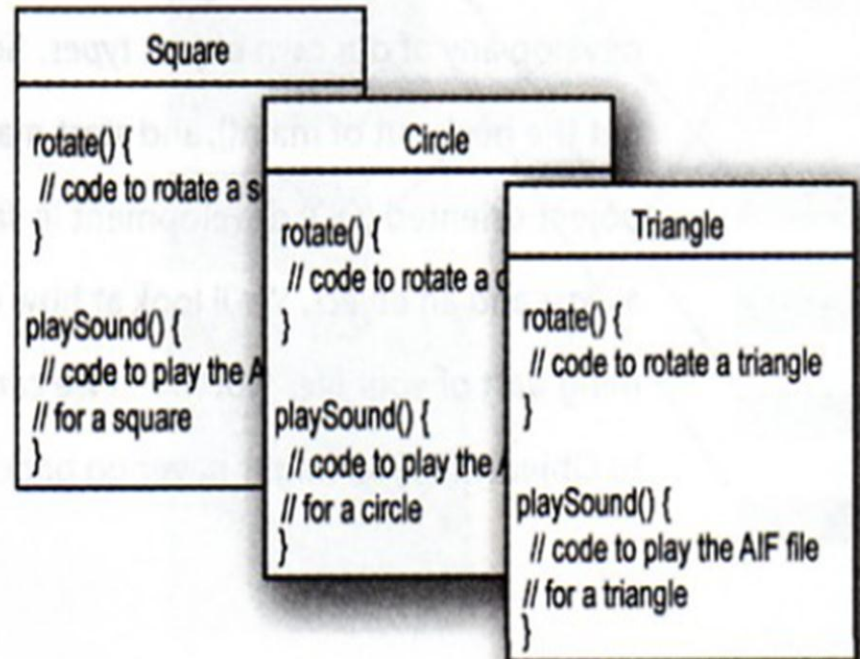 Square
rotate() {
// code to rotate a s
}
playSound() {
// code to play the A
// for a square
}
Circle
rotate() {
// code to rotate a c
}
playSound() {
// code to play the A
// for a circle
}
Triangle
rotate() {
// code to rotate a triangle
}
playSound() {
// code to play the AIF file
// for a triangle
}